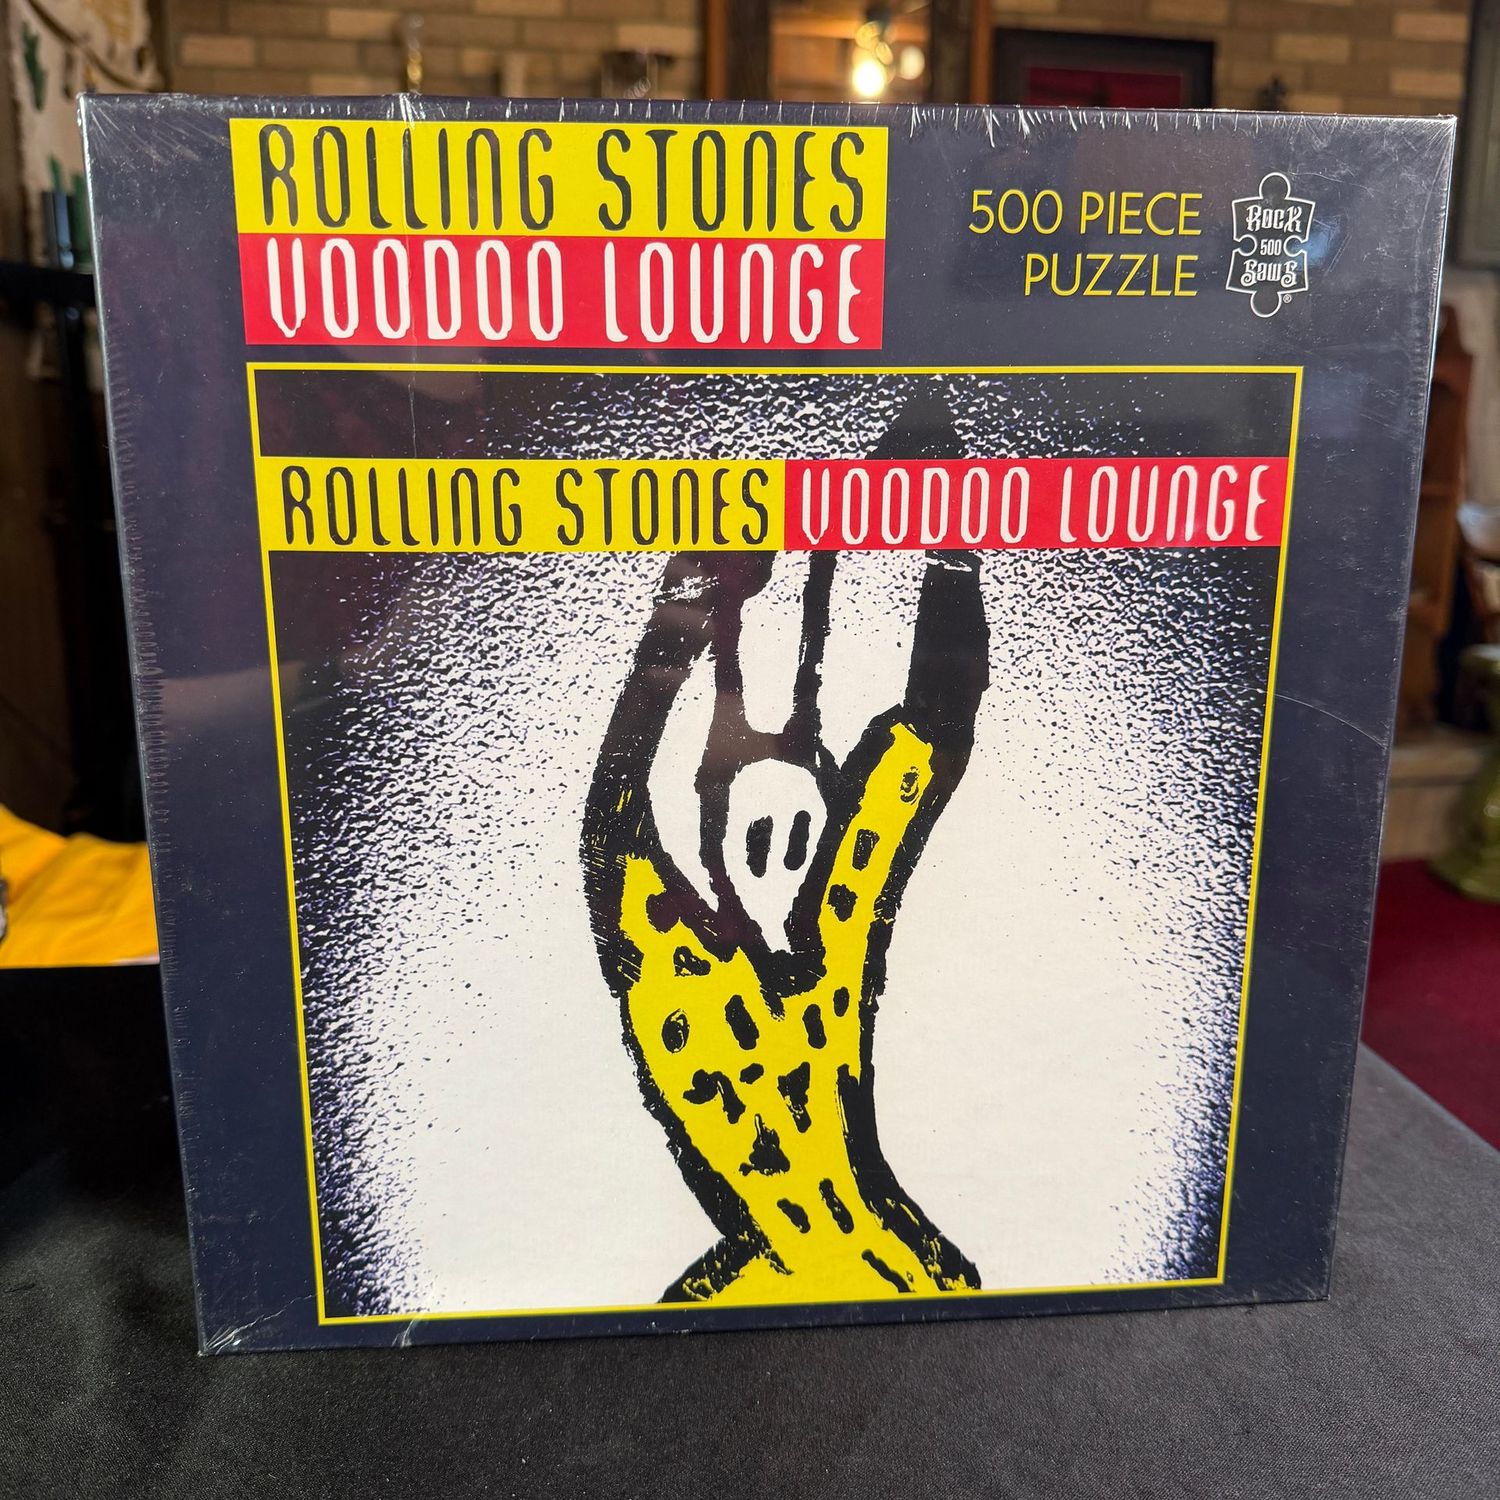 ROLLING STONES
VOODOO LOUNGE
500 PIECE
PUZZLE
ROCK
500
SAWS
®
ROLLING STONES VOODOO LOUNGE